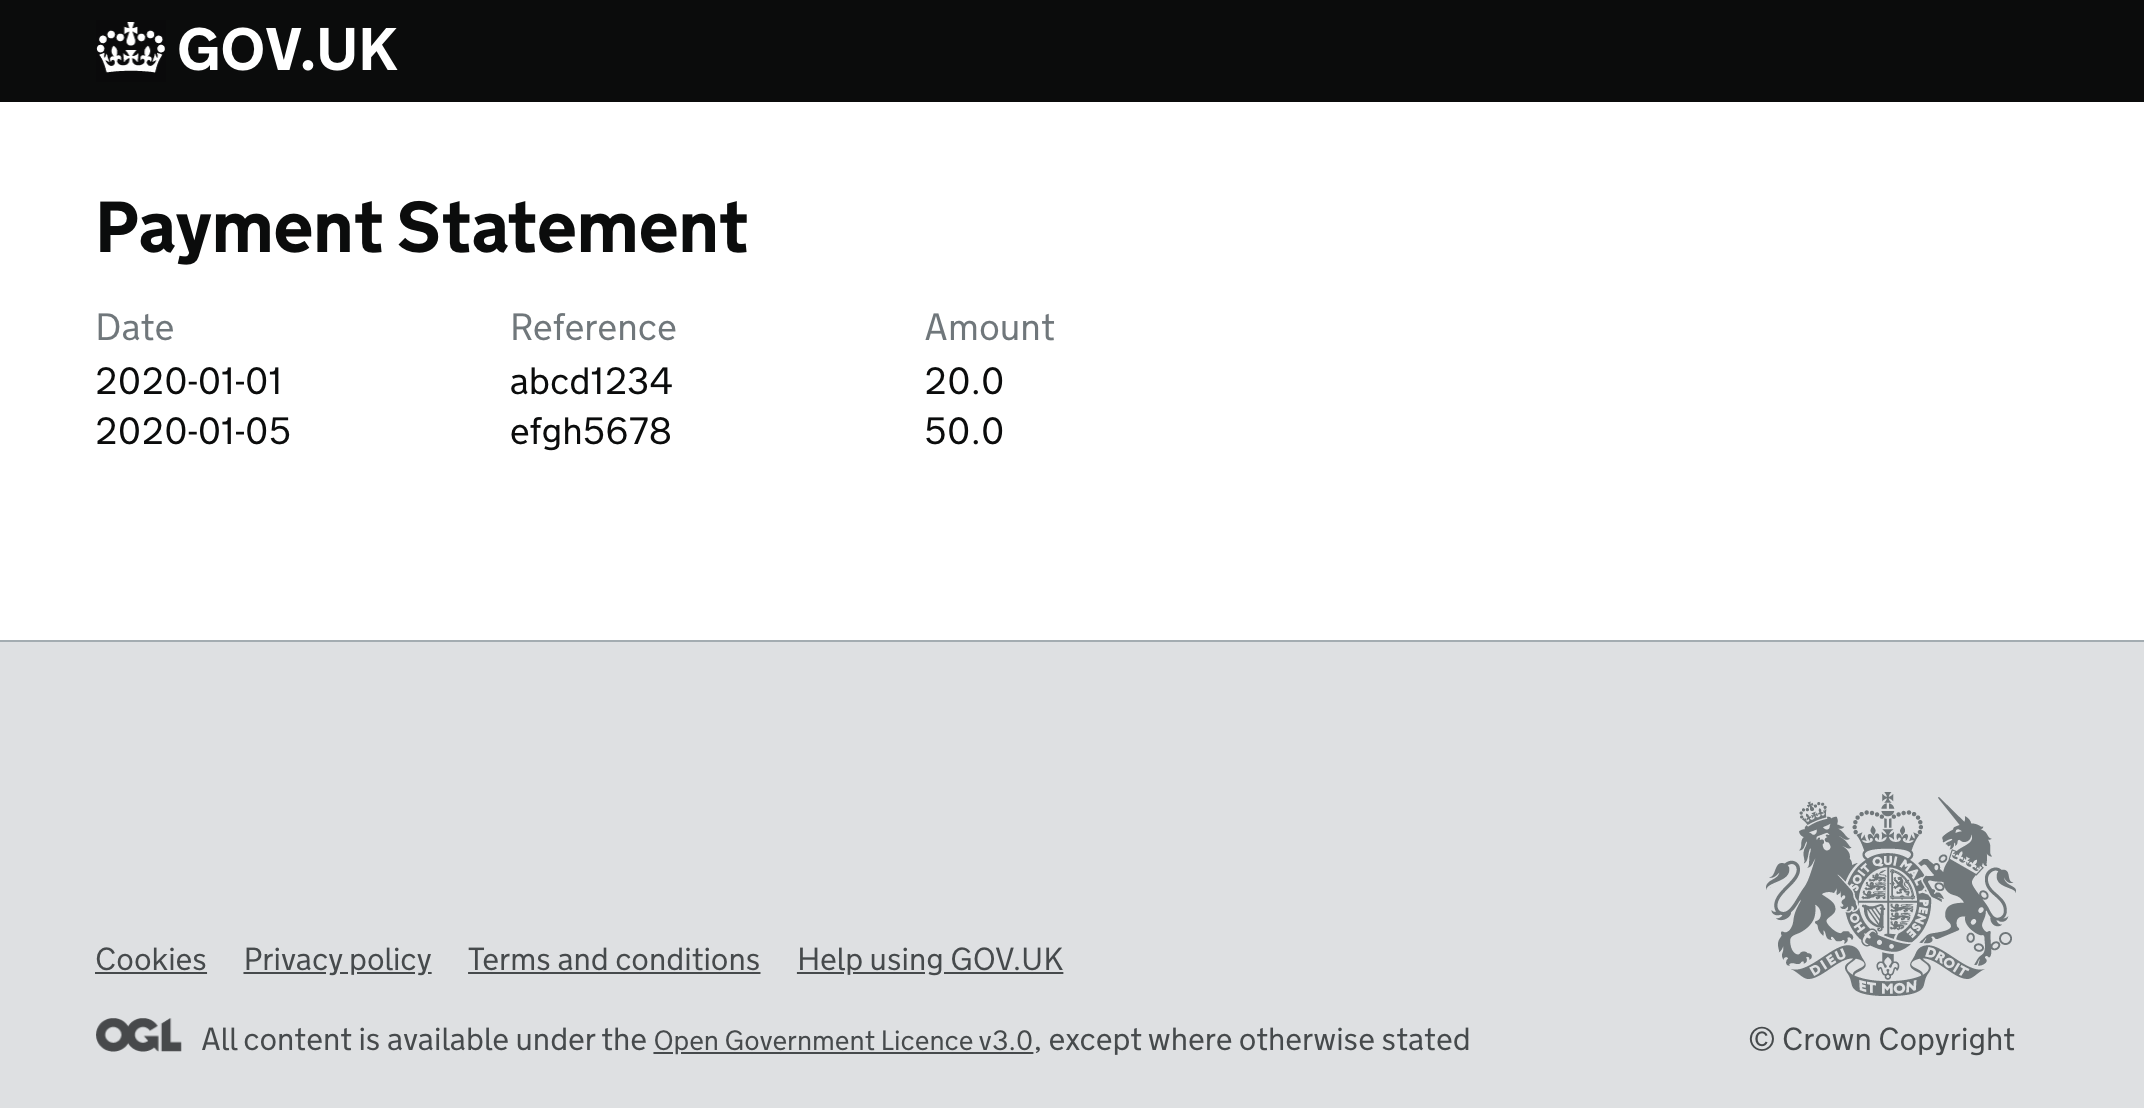 GOV.UK
Payment Statement
Date Reference Amount
2020-01-01 abcd1234 20.0
2020-01-05 efgh5678 50.0
Cookies Privacy policy Terms and conditions Help using GOV.UK
SOIT QUI MAL Y PENSE
HON
DIEU ET MON DROIT
OGL All content is available under the Open Government Licence v3.0, except where otherwise stated
© Crown Copyright